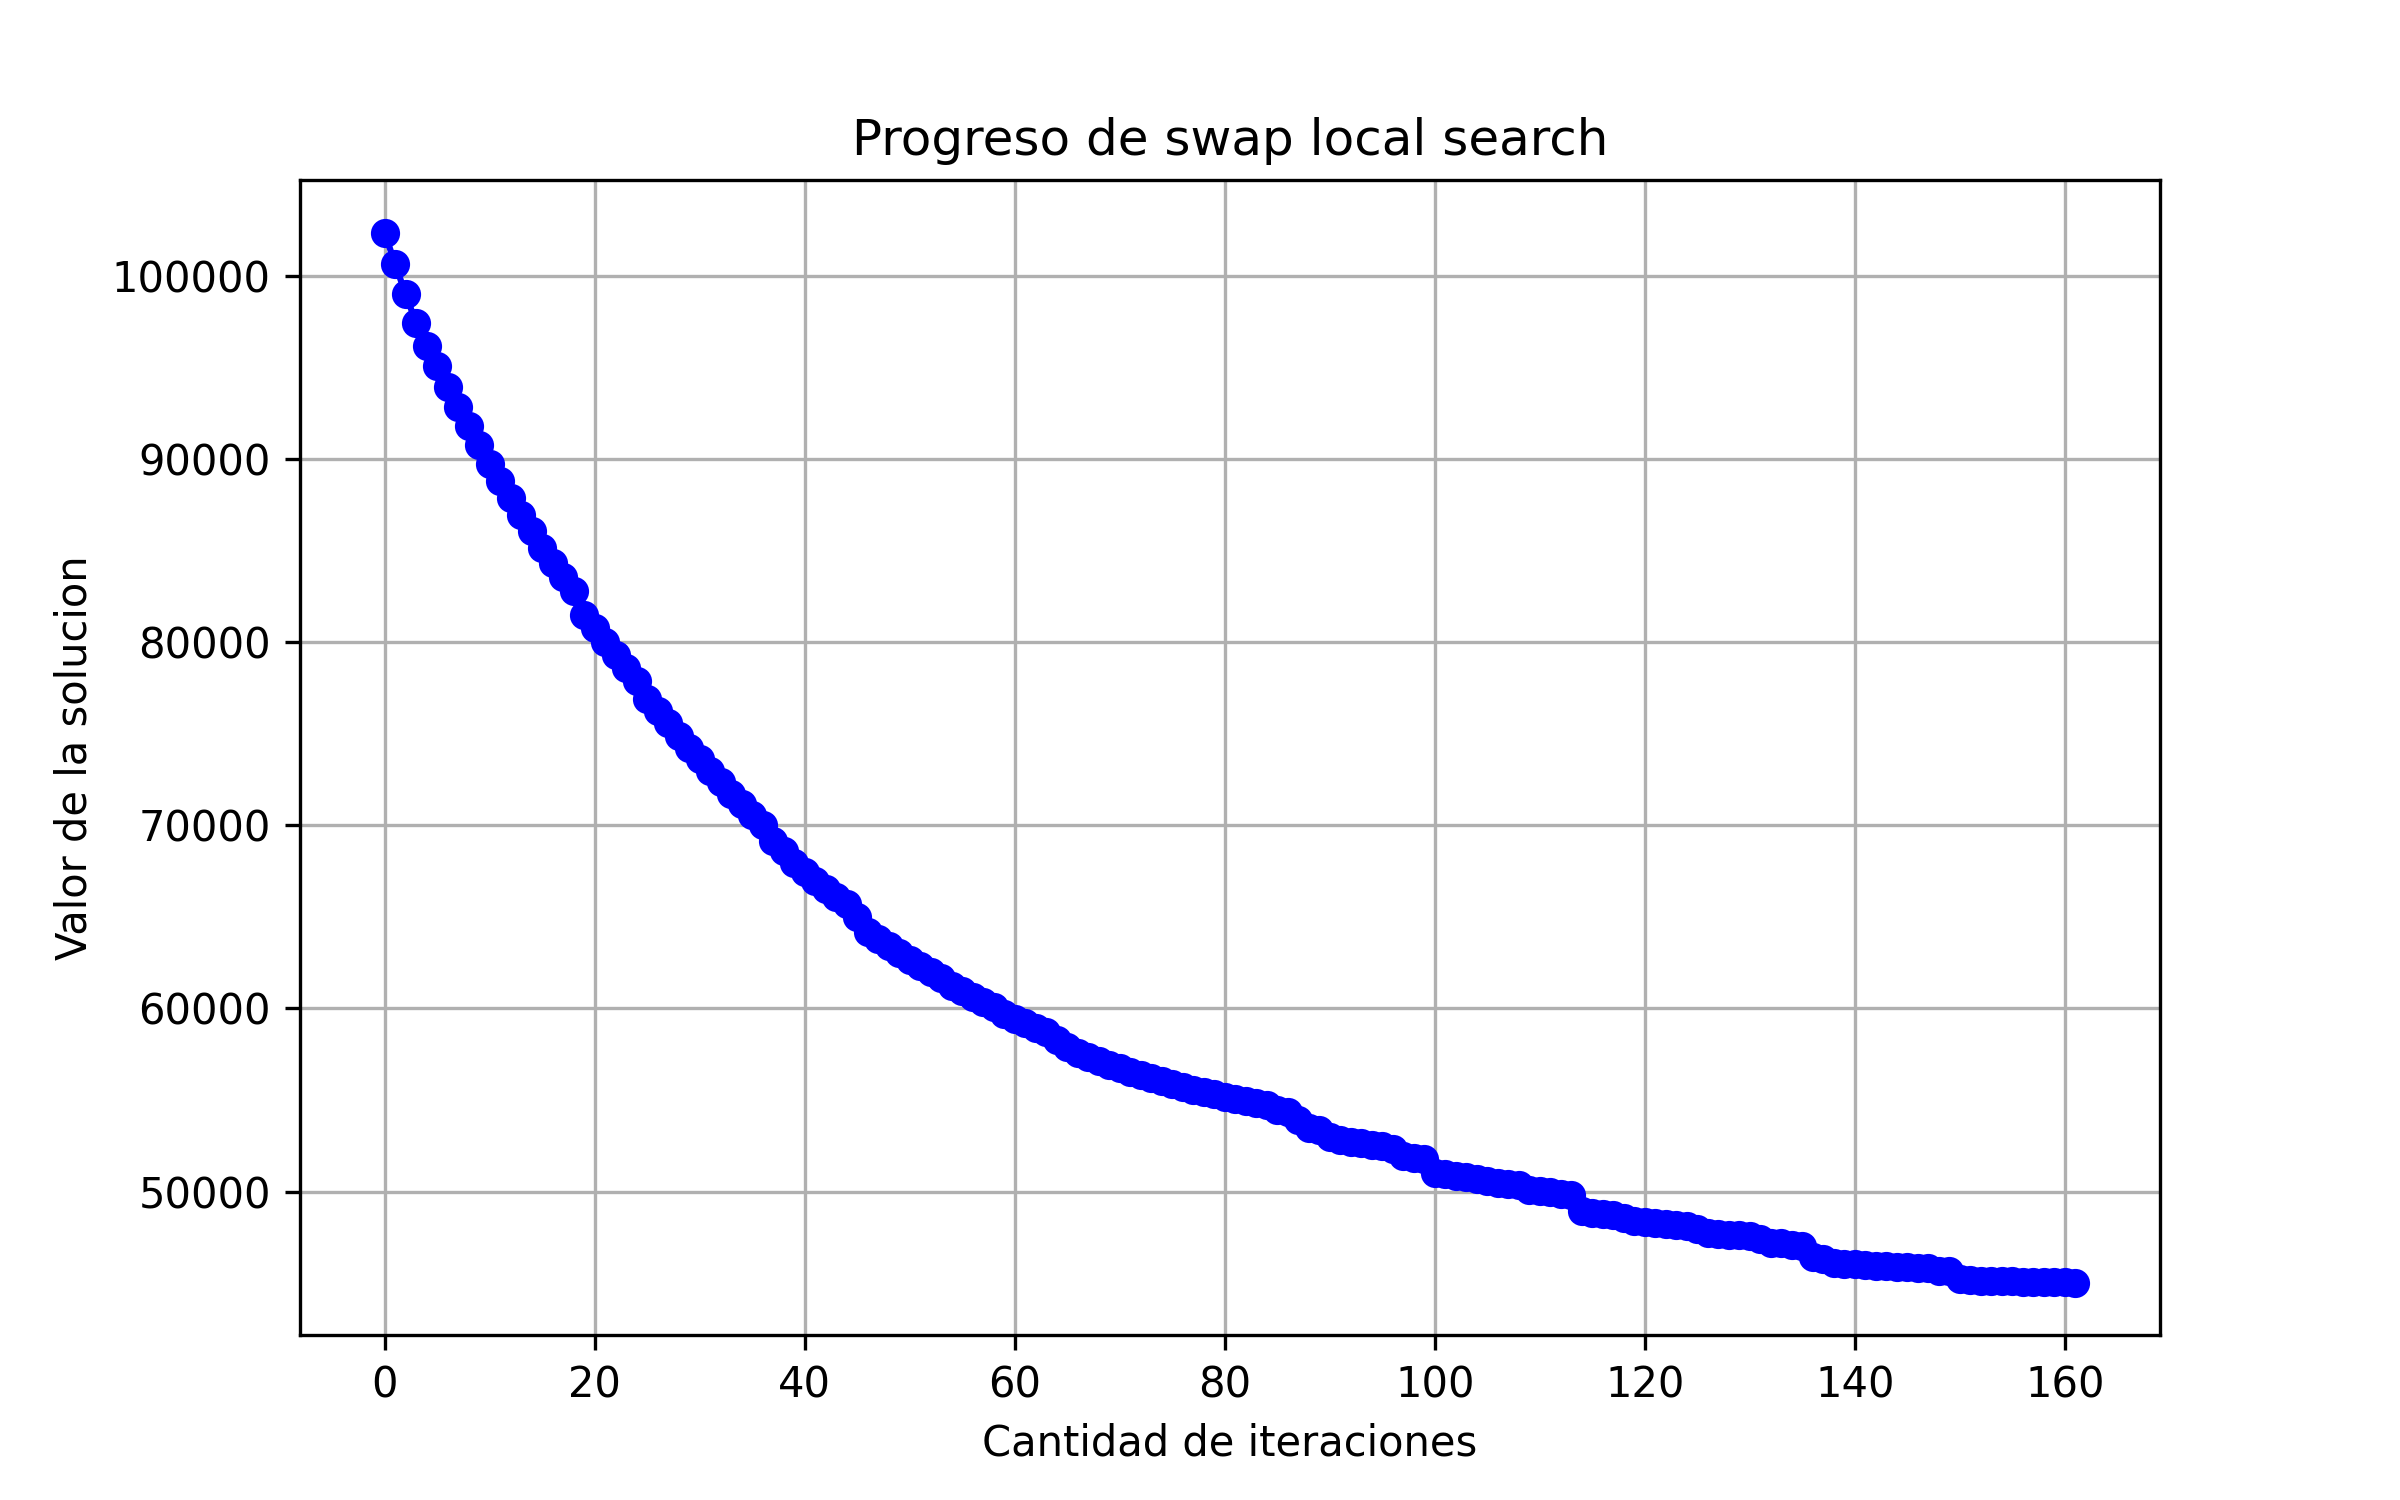 Progreso de swap local search
Valor de la solucion
100000
90000
80000
70000
60000
50000
0 20 40 60 80 100 120 140 160
Cantidad de iteraciones